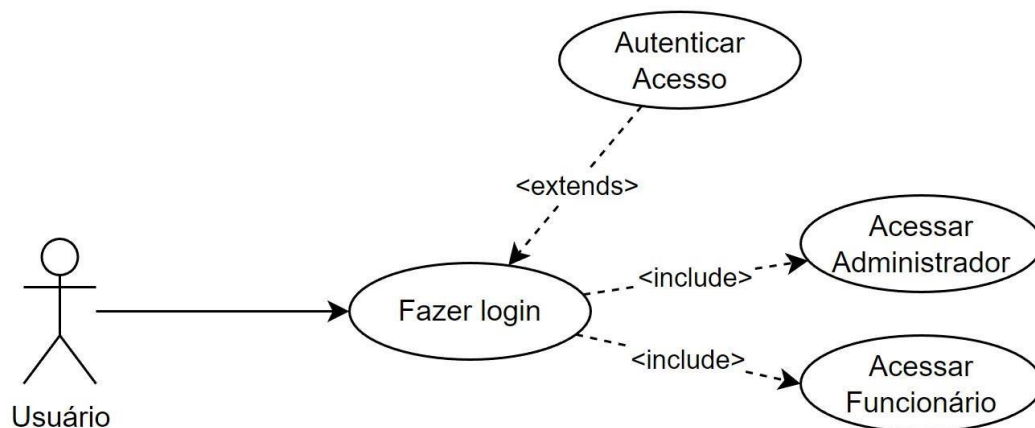 Autenticar
Acesso
<extends>
Acessar
Administrador
<include>
Fazer login
<include>
Acessar
Funcionário
Usuário